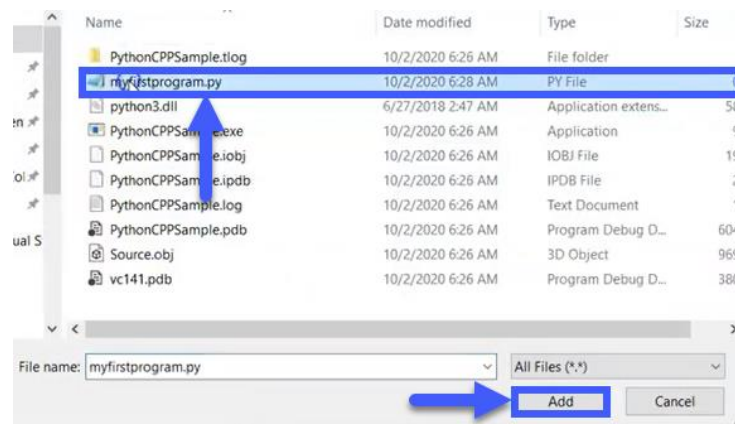 Name Date modified Type Size
PythonCPPSample.tlog 10/2/2020 6:26 AM File folder
myfirstprogram.py 10/2/2020 6:28 AM PY File
python3.dll 6/27/2018 2:47 AM Application extens...
PythonCPPSample.exe 10/2/2020 6:26 AM Application
PythonCPPSample.iobj 10/2/2020 6:26 AM IOBJ File
PythonCPPSample.ipdb 10/2/2020 6:26 AM IPDB File
PythonCPPSample.log 10/2/2020 6:26 AM Text Document
PythonCPPSample.pdb 10/2/2020 6:26 AM Program Debug D... 604
ual S
Source.obj 10/2/2020 6:26 AM 3D Object
vc141.pdb 10/2/2020 6:26 AM Program Debug D...
File name: myfirstprogram.py All Files (*.*)
Add Cancel